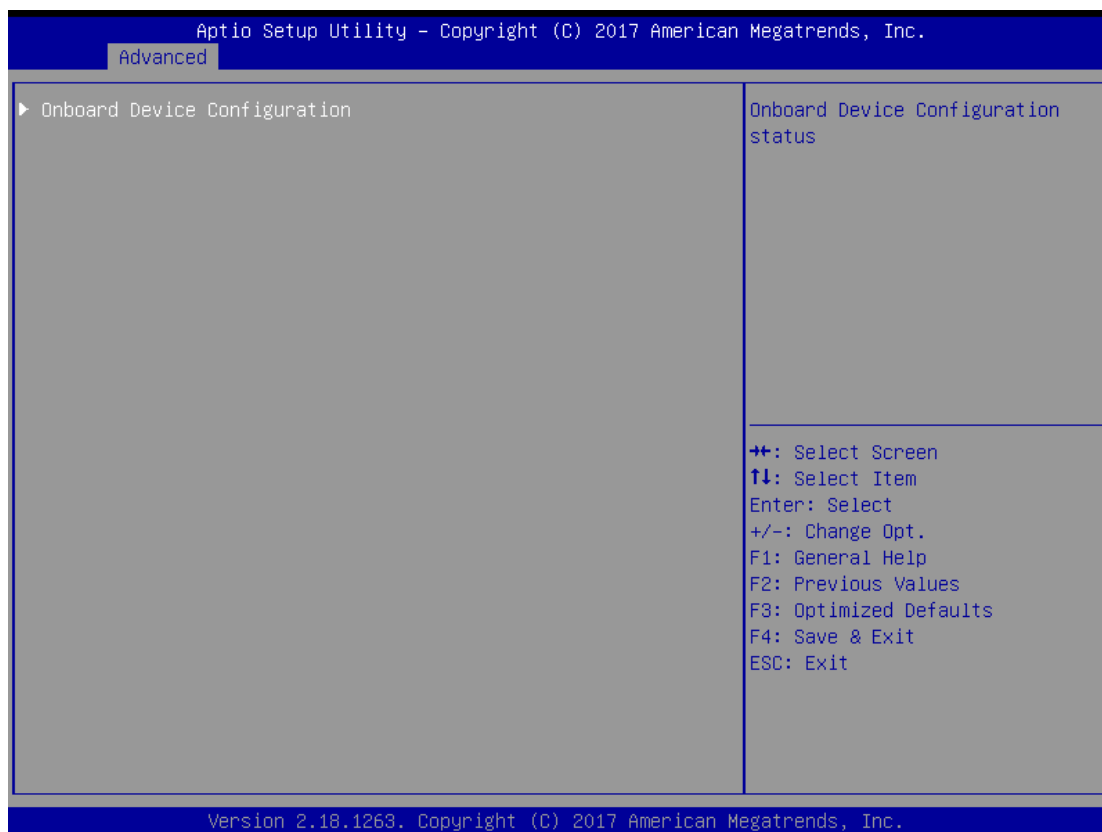 Aptio Setup Utility – Copyright (C) 2017 American Megatrends, Inc.
Advanced
▶ Onboard Device Configuration
Onboard Device Configuration
status
→←: Select Screen
↑↓: Select Item
Enter: Select
+/-: Change Opt.
F1: General Help
F2: Previous Values
F3: Optimized Defaults
F4: Save & Exit
ESC: Exit
Version 2.18.1263. Copyright (C) 2017 American Megatrends, Inc.